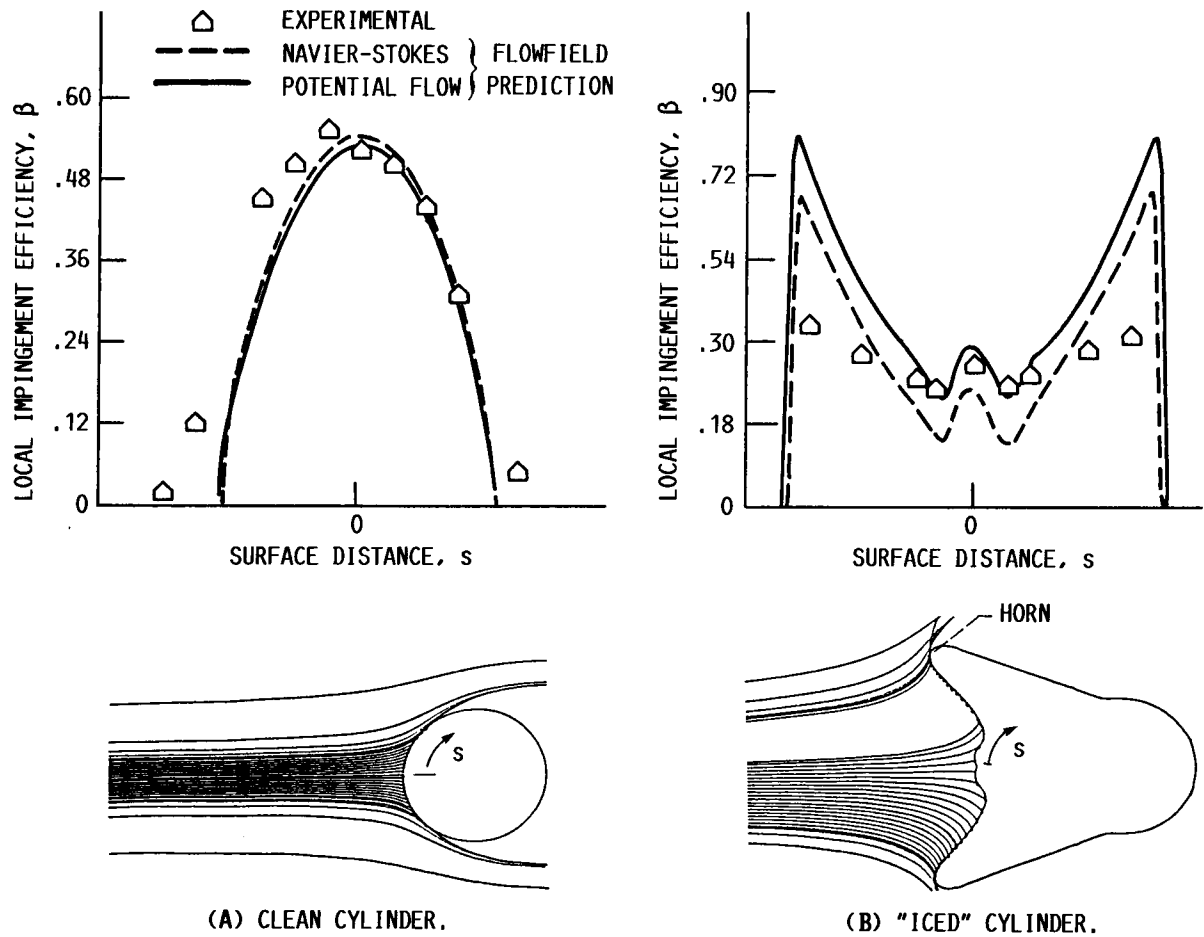 EXPERIMENTAL
NAVIER-STOKES } FLOWFIELD
POTENTIAL FLOW } PREDICTION
LOCAL IMPINGEMENT EFFICIENCY, β
.60
.48
.36
.24
.12
0
0
SURFACE DISTANCE, s
LOCAL IMPINGEMENT EFFICIENCY, β
.90
.72
.54
.30
.18
0
0
SURFACE DISTANCE, s
S
(A) CLEAN CYLINDER.
HORN
S
(B) "ICED" CYLINDER.